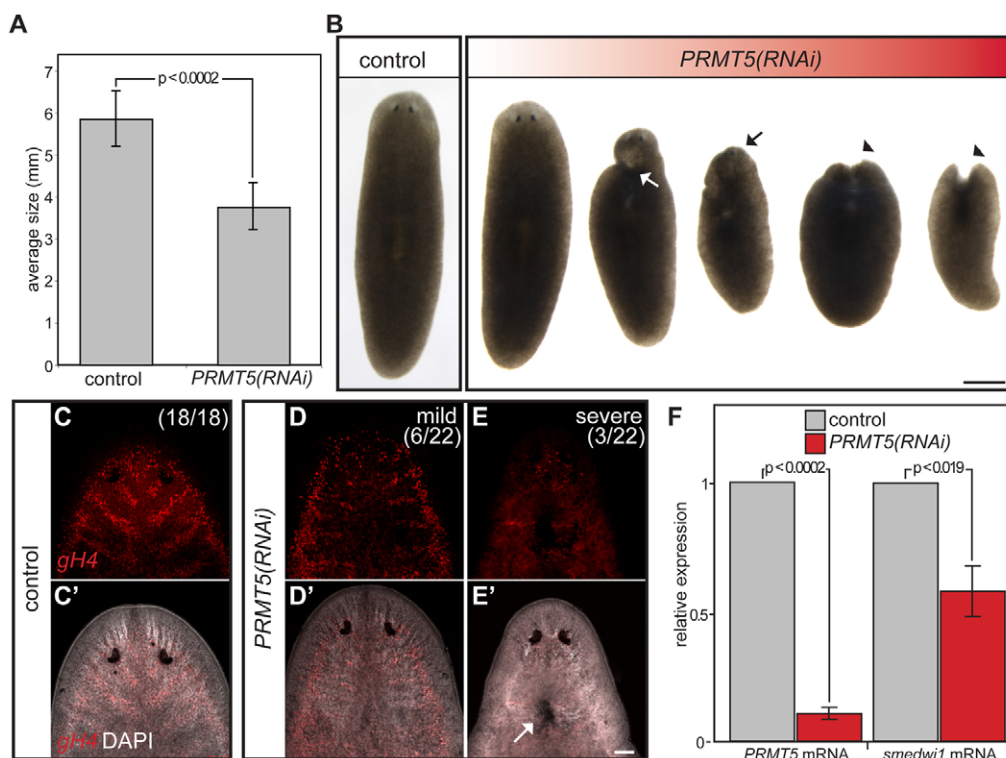 A
7
6
5
4
3
2
1
0
average size (mm)
p<0.0002
control
PRMT5(RNAi)
B
control
PRMT5(RNAi)
C
(18/18)
gH4
control
C'
gH4 DAPI
D
mild
(6/22)
E
severe
(3/22)
PRMT5(RNAi)
D'
E'
F
control
PRMT5(RNAi)
p<0.0002
p<0.019
1
0.5
0
relative expression
PRMT5 mRNA
smedwi1 mRNA